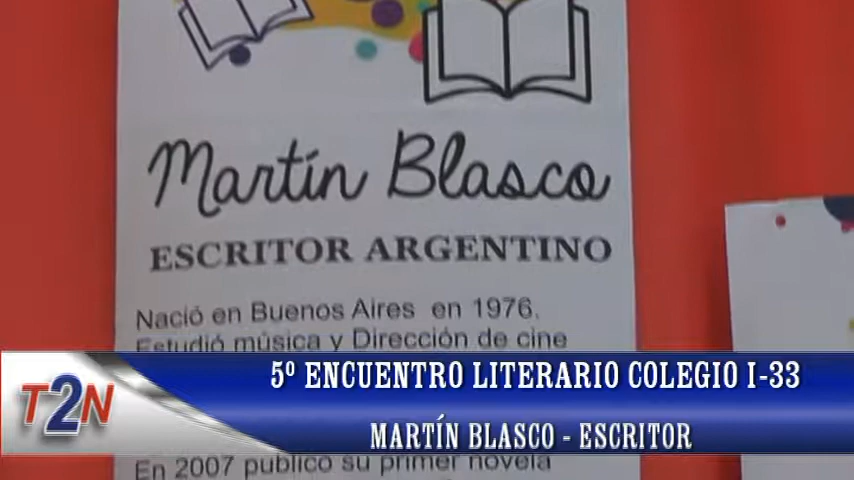 Martín Blasco
ESCRITOR ARGENTINO
Nació en Buenos Aires en 1976.
Estudió música y Dirección de cine
5º ENCUENTRO LITERARIO COLEGIO I-33
T2N
MARTÍN BLASCO - ESCRITOR
En 2007 publicó su primer novela